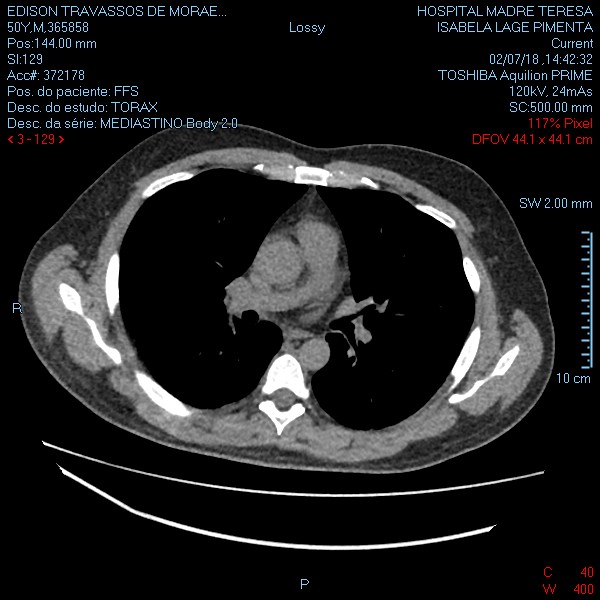 EDISON TRAVASSOS DE MORAE...
50Y,M,365858
Pos:144.00 mm
SI:129
Acc#: 372178
Pos. do paciente: FFS
Desc. do estudo: TORAX
Desc. da série: MEDIASTINO Body 2.0
< 3 - 129 >
Lossy
HOSPITAL MADRE TERESA
ISABELA LAGE PIMENTA
Current
02/07/18 ,14:42:32
TOSHIBA Aquilion PRIME
120kV, 24mAs
SC:500.00 mm
117% Pixel
DFOV 44.1 x 44.1 cm
SW 2.00 mm
R
10 cm
P
C 40
W 400